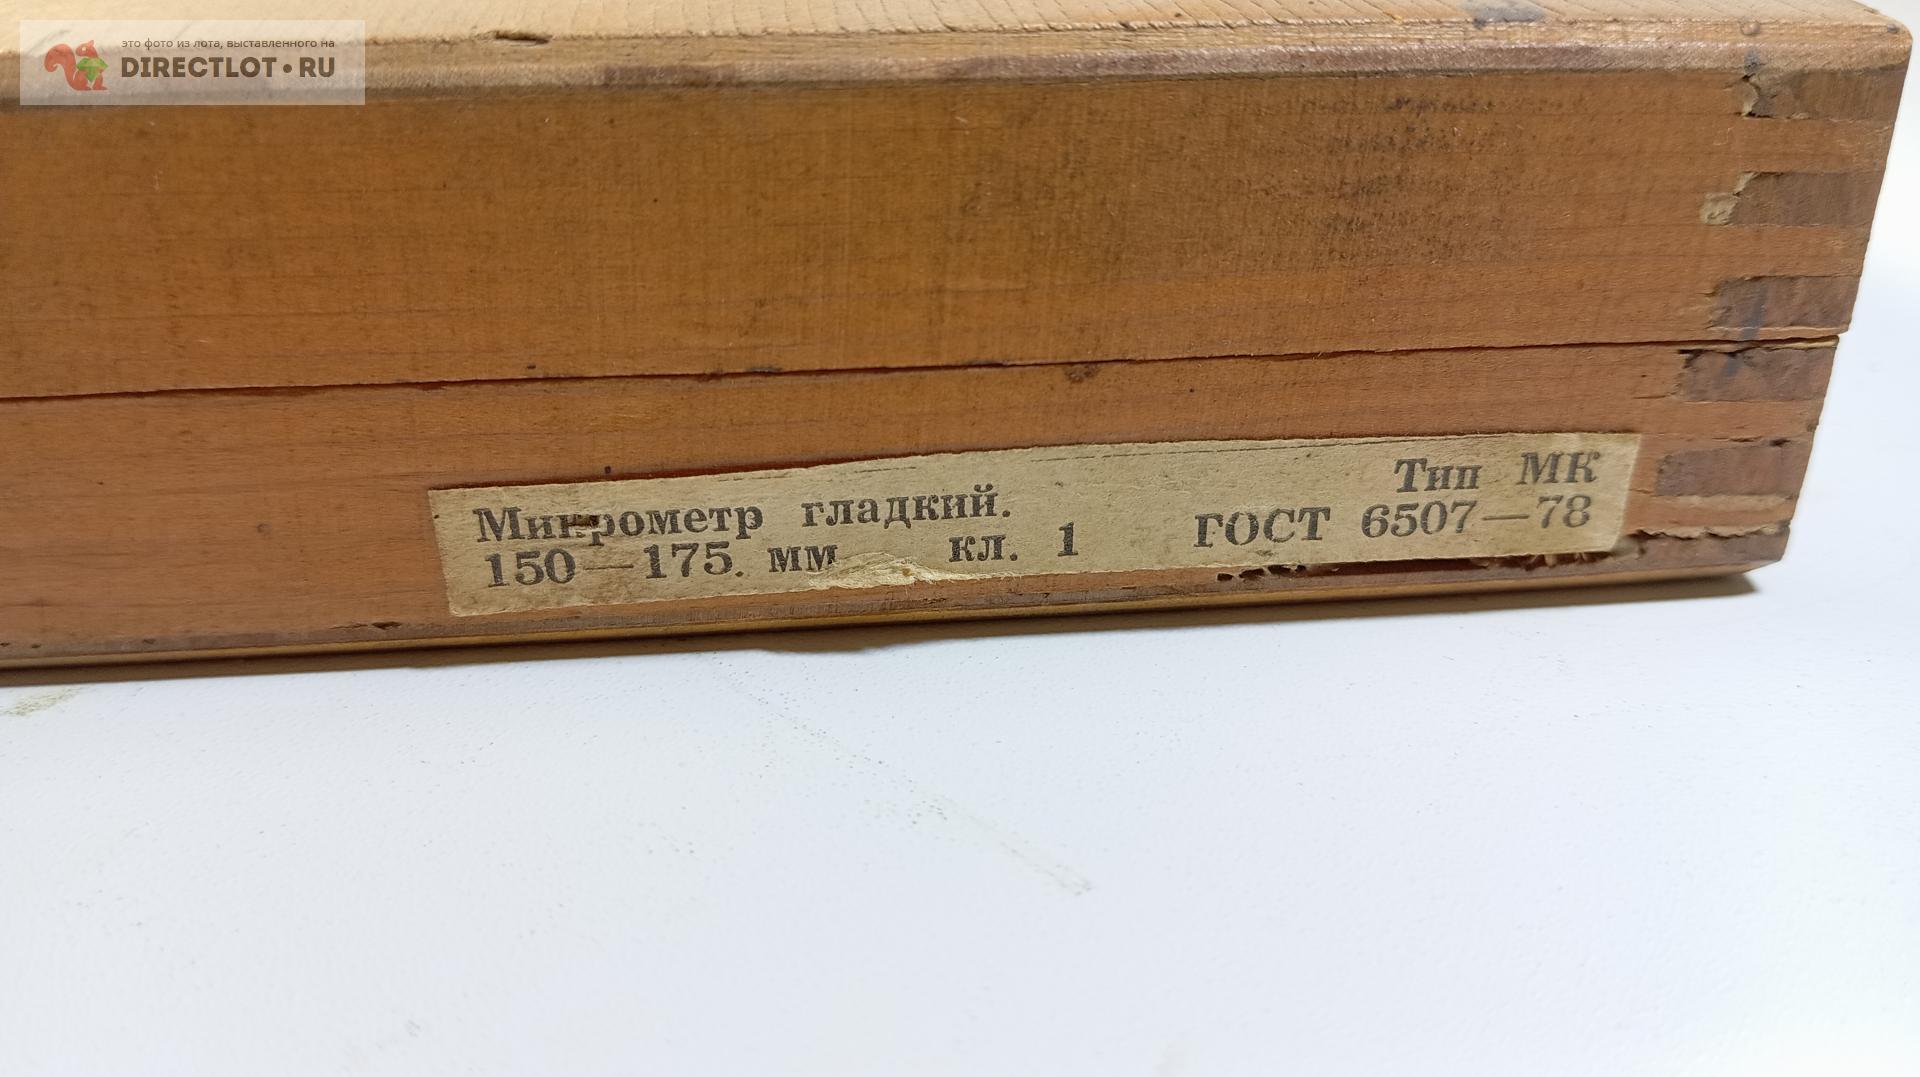 это фото из лота, выставленного на
DIRECTLOT•RU
Тип МК
Микрометр гладкий.
150—175. мм кл. 1 ГОСТ 6507—78